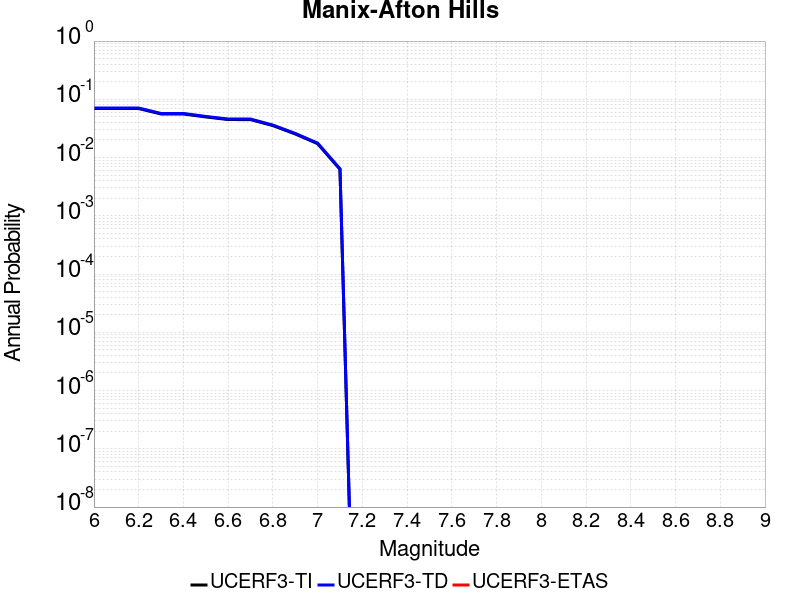 Manix-Afton Hills
10^0
10^-1
10^-2
10^-3
10^-4
10^-5
10^-6
10^-7
10^-8
Annual Probability
6 6.2 6.4 6.6 6.8 7 7.2 7.4 7.6 7.8 8 8.2 8.4 8.6 8.8 9
Magnitude
UCERF3-TI UCERF3-TD UCERF3-ETAS